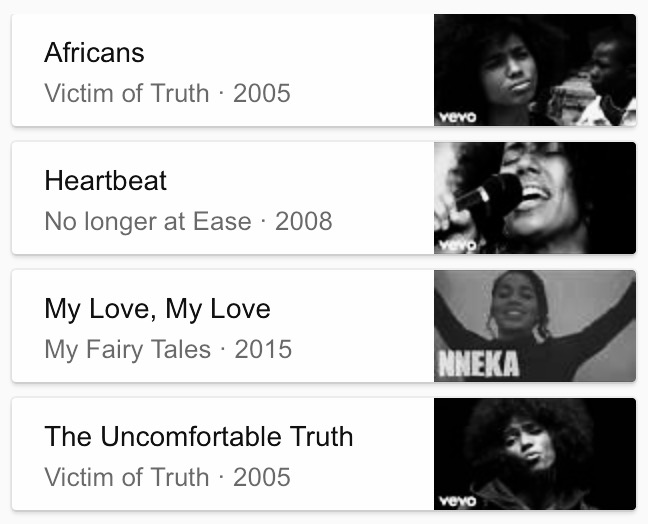 Africans
Victim of Truth · 2005
vevo
Heartbeat
No longer at Ease · 2008
vevo
My Love, My Love
My Fairy Tales · 2015
NNEKA
The Uncomfortable Truth
Victim of Truth · 2005
vevo